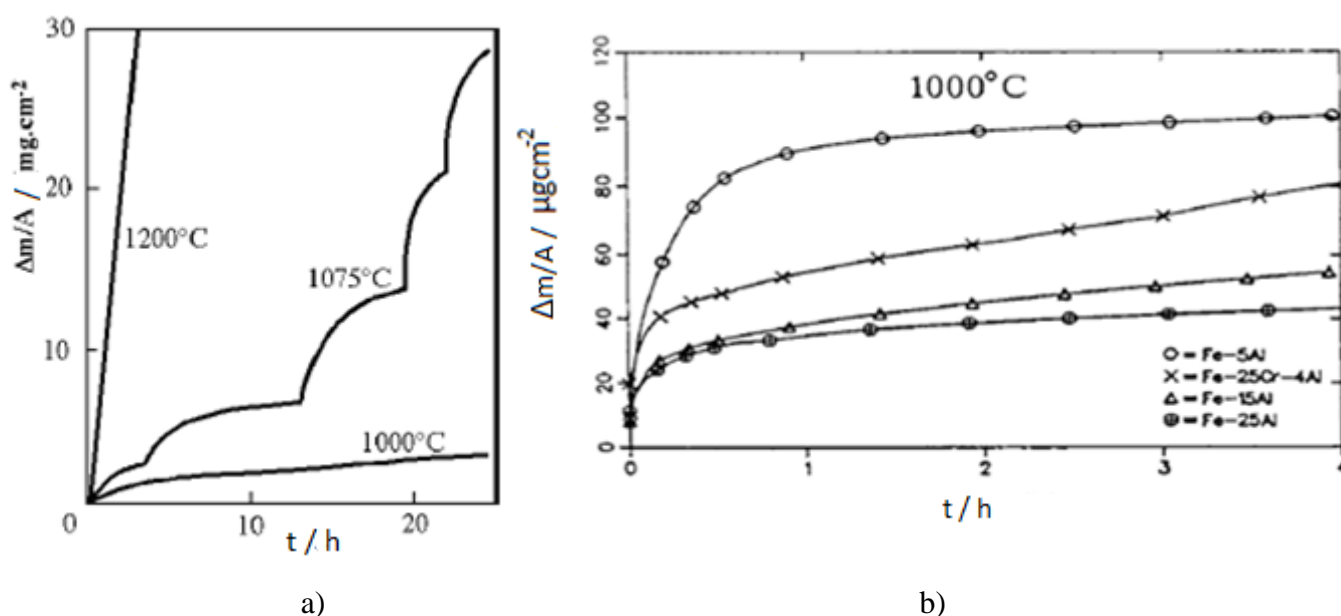 30
20
10
0
10
20
Δm/A / mg.cm⁻²
1200°C
1075°C
1000°C
t / h
a)
120
100
80
60
40
20
0
0
1
2
3
4
Δm/A / μgcm⁻²
1000°C
○ = Fe-5Al
× = Fe-25Cr-4Al
△ = Fe-15Al
⊕ = Fe-25Al
t / h
b)